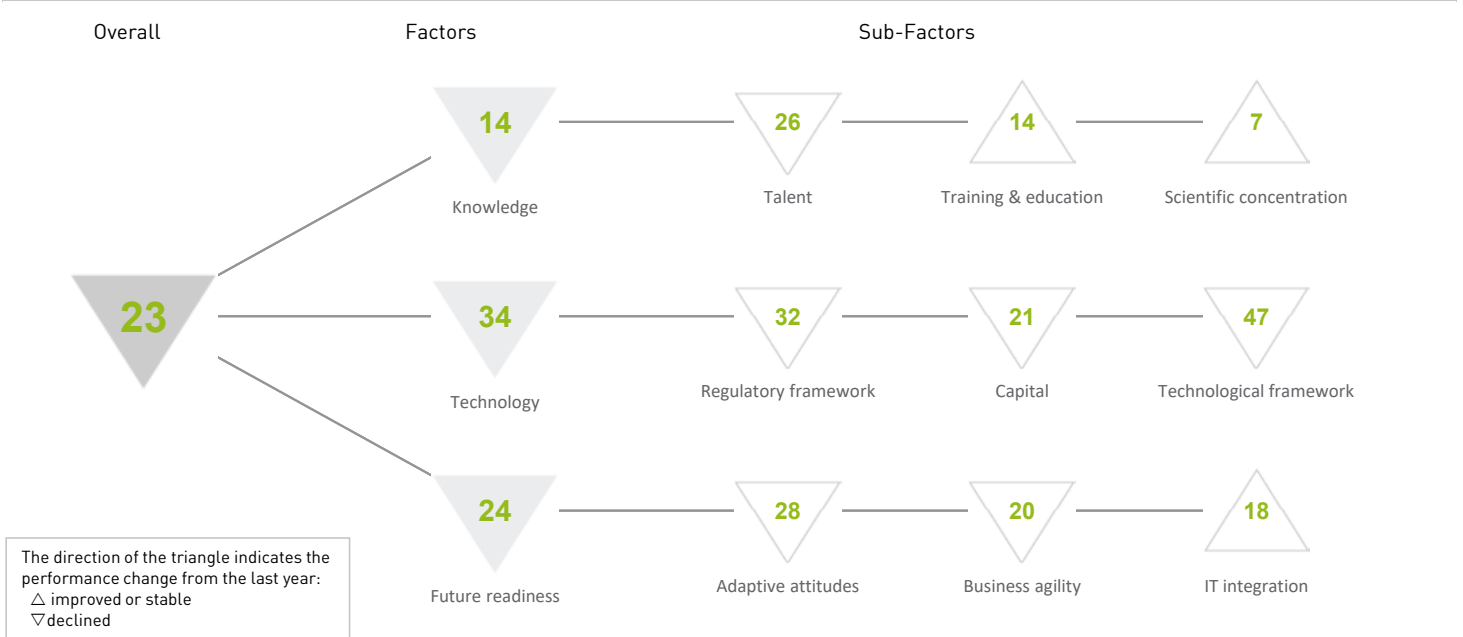 Overall
Factors
Sub-Factors
14
26
14
7
Knowledge
Talent
Training & education
Scientific concentration
23
34
32
21
47
Technology
Regulatory framework
Capital
Technological framework
24
28
20
18
Future readiness
Adaptive attitudes
Business agility
IT integration
The direction of the triangle indicates the
performance change from the last year:
△ improved or stable
▽declined